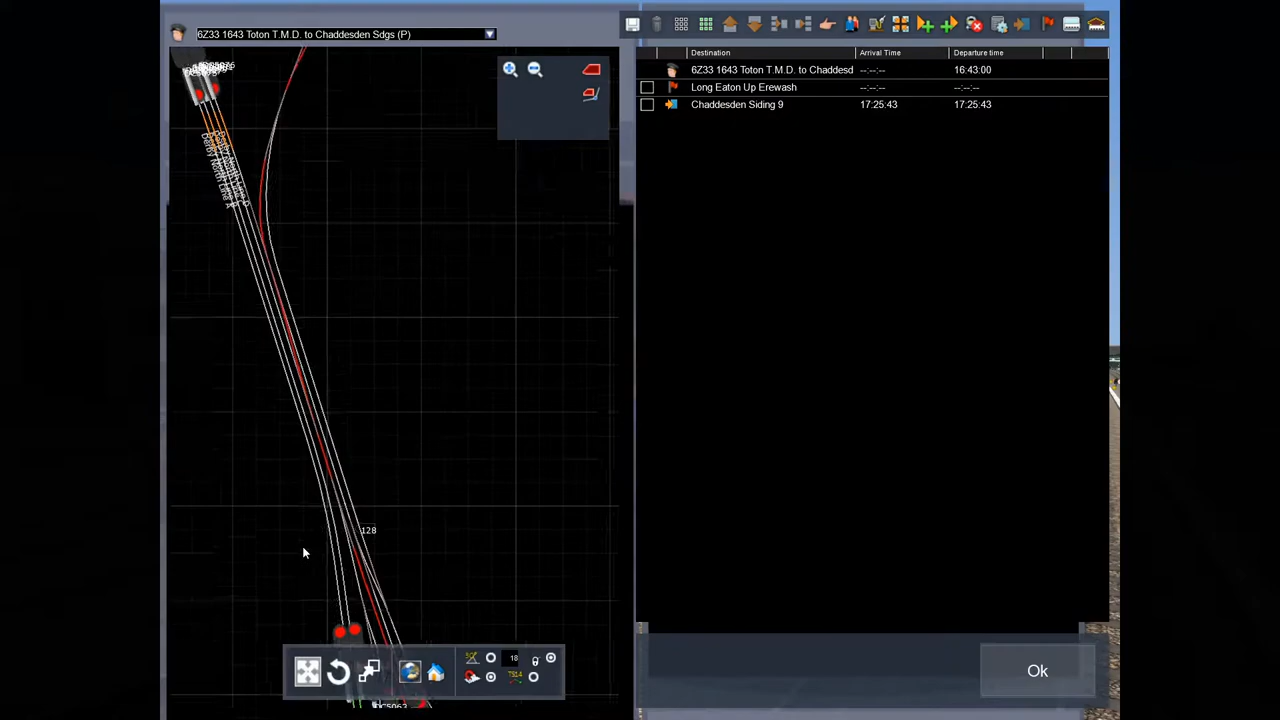 6Z33 1643 Toton T.M.D. to Chaddesden Sdgs (P)
Destination Arrival Time Departure time
6Z33 1643 Toton T.M.D. to Chaddesd --:--:-- 16:43:00
Long Eaton Up Erewash --:--:-- --:--:--
Chaddesden Siding 9 17:25:43 17:25:43
128
18
Ok